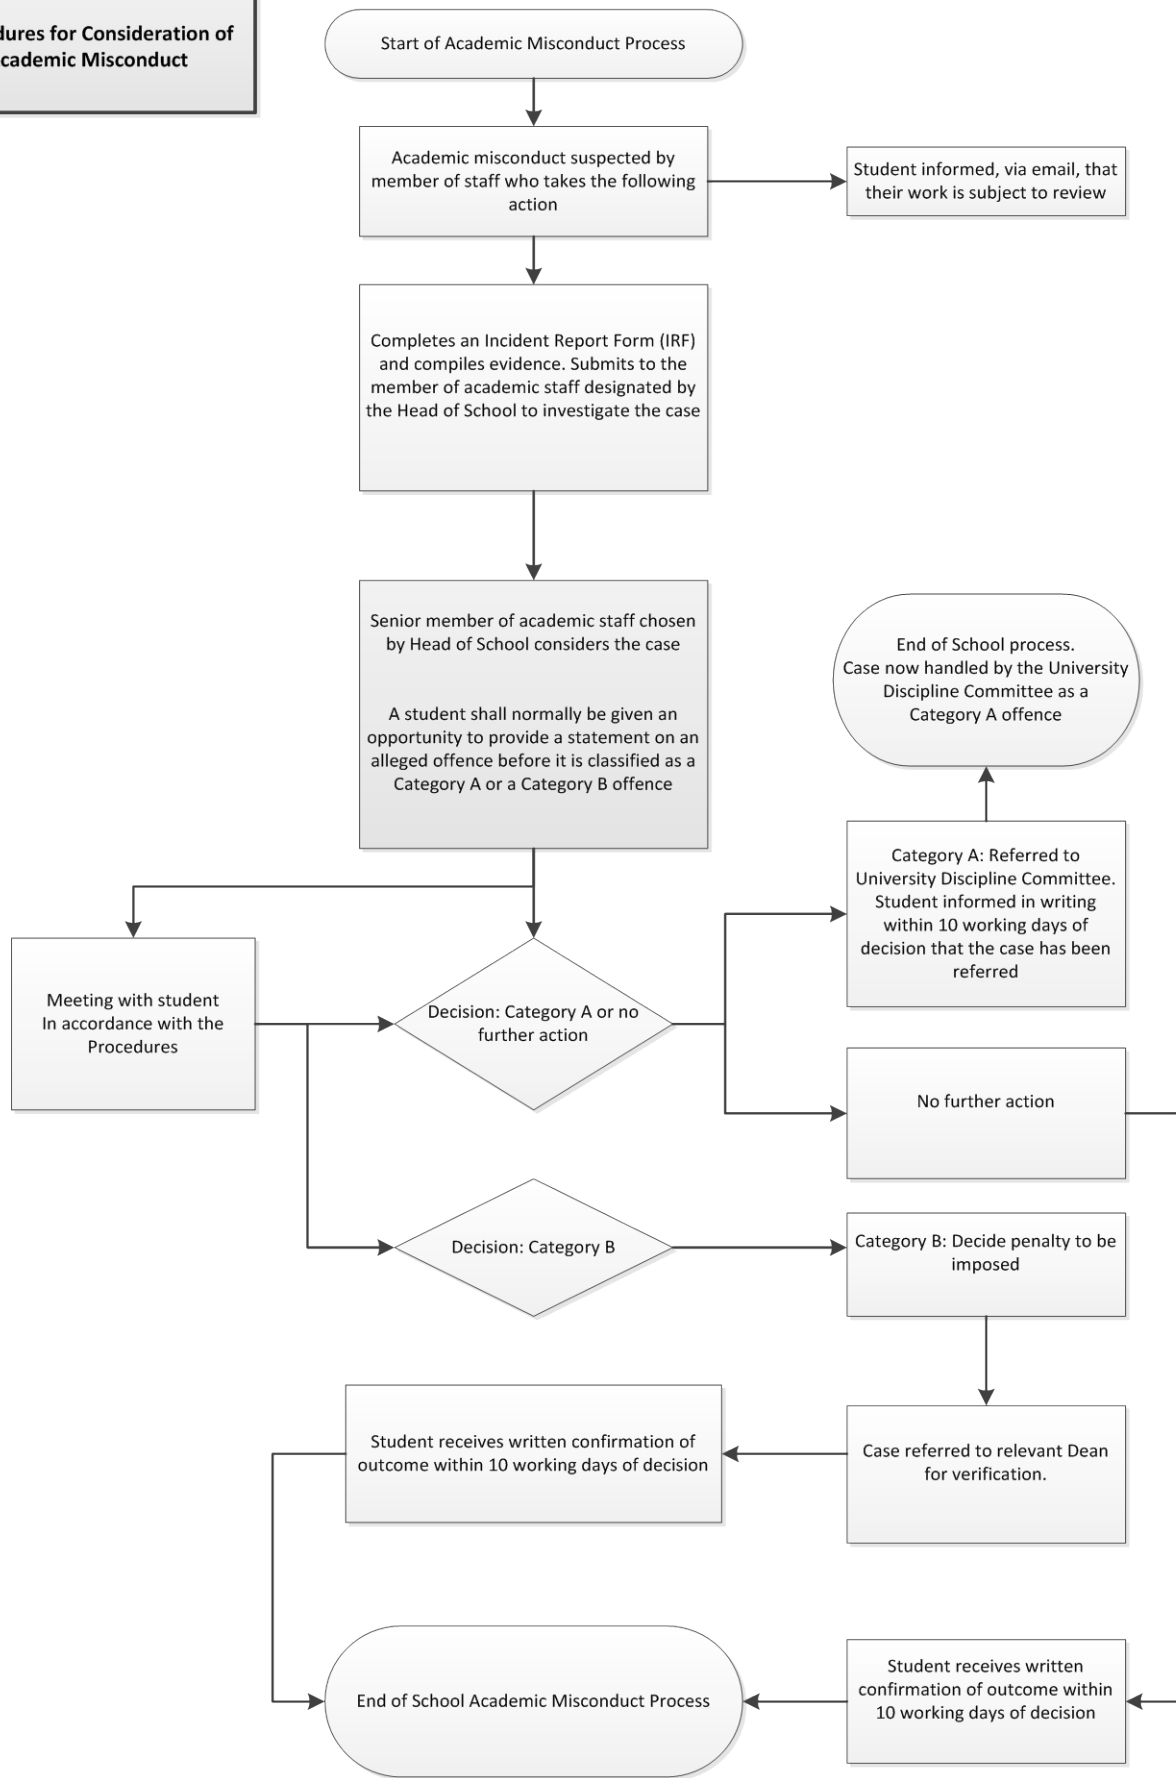 dures for Consideration of
cademic Misconduct
Start of Academic Misconduct Process
Academic misconduct suspected by
member of staff who takes the following
action
Student informed, via email, that
their work is subject to review
Completes an Incident Report Form (IRF)
and compiles evidence. Submits to the
member of academic staff designated by
the Head of School to investigate the case
Senior member of academic staff chosen
by Head of School considers the case
A student shall normally be given an
opportunity to provide a statement on an
alleged offence before it is classified as a
Category A or a Category B offence
End of School process.
Case now handled by the University
Discipline Committee as a
Category A offence
Category A: Referred to
University Discipline Committee.
Student informed in writing
within 10 working days of
decision that the case has been
referred
Meeting with student
In accordance with the
Procedures
Decision: Category A or no
further action
No further action
Decision: Category B
Category B: Decide penalty to be
imposed
Student receives written confirmation of
outcome within 10 working days of decision
Case referred to relevant Dean
for verification.
End of School Academic Misconduct Process
Student receives written
confirmation of outcome within
10 working days of decision